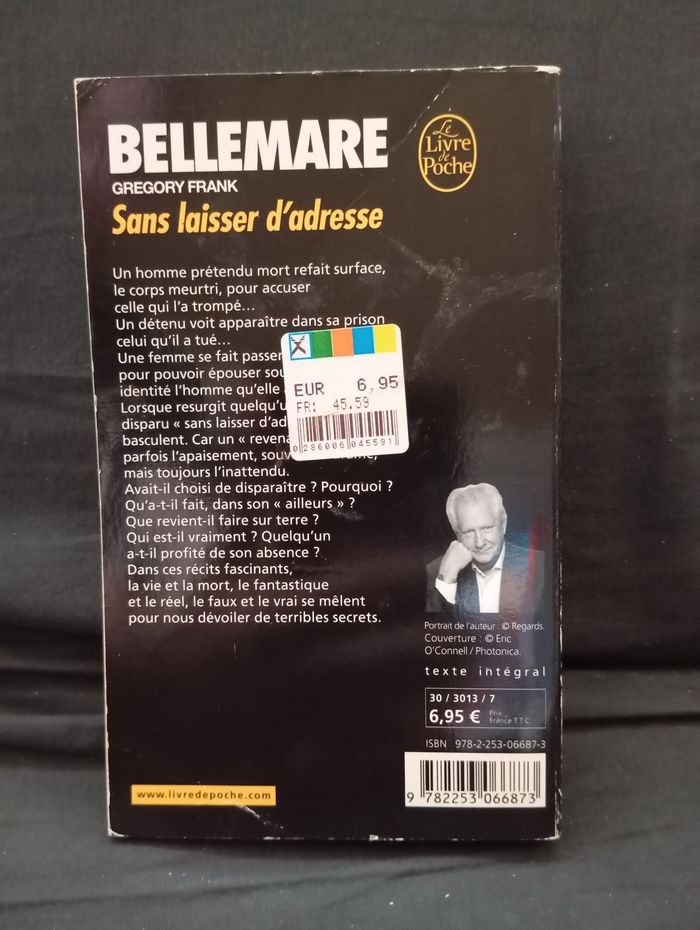 BELLEMARE
GREGORY FRANK
Sans laisser d'adresse
Le
Livre
de
Poche
Un homme prétendu mort refait surface,
le corps meurtri, pour accuser
celle qui l'a trompé...
Un détenu voit apparaître dans sa prison
celui qu'il a tué...
Une femme se fait passer
pour pouvoir épouser
identité l'homme qu'elle
Lorsque resurgit
disparu « sans laisser
basculent. Car un «
parfois l'apaisement,
mais toujours l'inattendu.
Avait-il choisi de disparaître ? Pourquoi ?
Qu'a-t-il fait, dans son « ailleurs » ?
Que revient-il faire sur terre ?
Qui est-il vraiment ? Quelqu'un
a-t-il profité de son absence ?
Dans ces récits fascinants,
la vie et la mort, le fantastique
et le réel, le faux et le vrai se mêlent
pour nous dévoiler de terribles secrets.
EUR 6,95
FR: 45.59
0 286006 045591
Portrait de l'auteur : © Regards.
Couverture : © Eric
O'Connell / Photonica.
texte intégral
30 / 3013 / 7
6,95 € Prix
France T.T.C
ISBN 978-2-253-06687-3
9 782253 066873
www.livredepoche.com